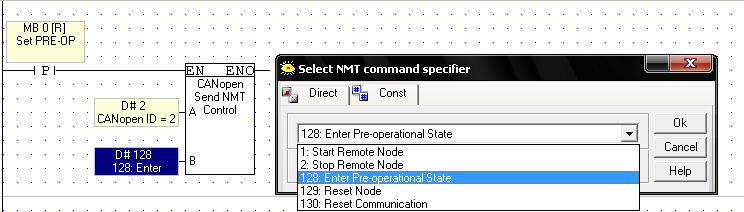 MB 0 [R]
Set PRE-OP
P
EN ENO
CANopen
Send NMT
Control
D# 2
CANopen ID = 2
A
D# 128
128: Enter
B
Select NMT command specifier
Direct
Const
128: Enter Pre-operational State
1: Start Remote Node
2: Stop Remote Node
128: Enter Pre-operational State
129: Reset Node
130: Reset Communication
Ok
Cancel
Help